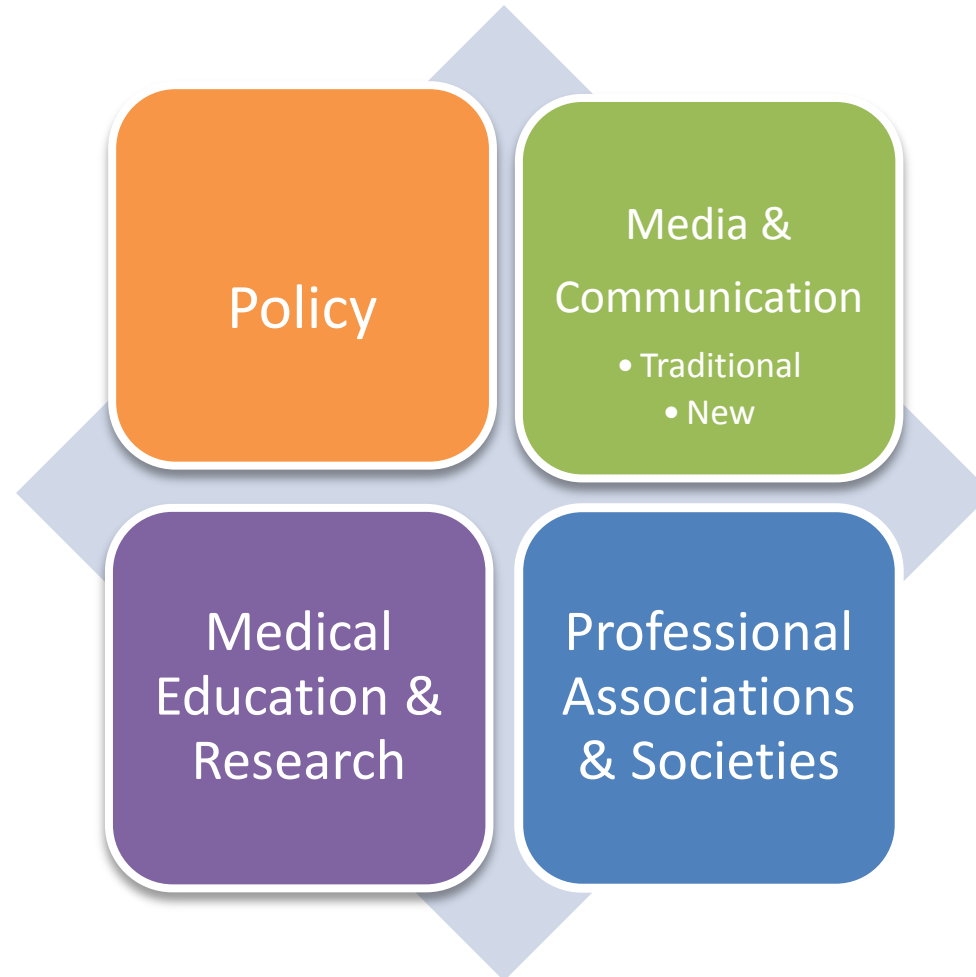 Policy
Media &
Communication
• Traditional
• New
Medical
Education &
Research
Professional
Associations
& Societies